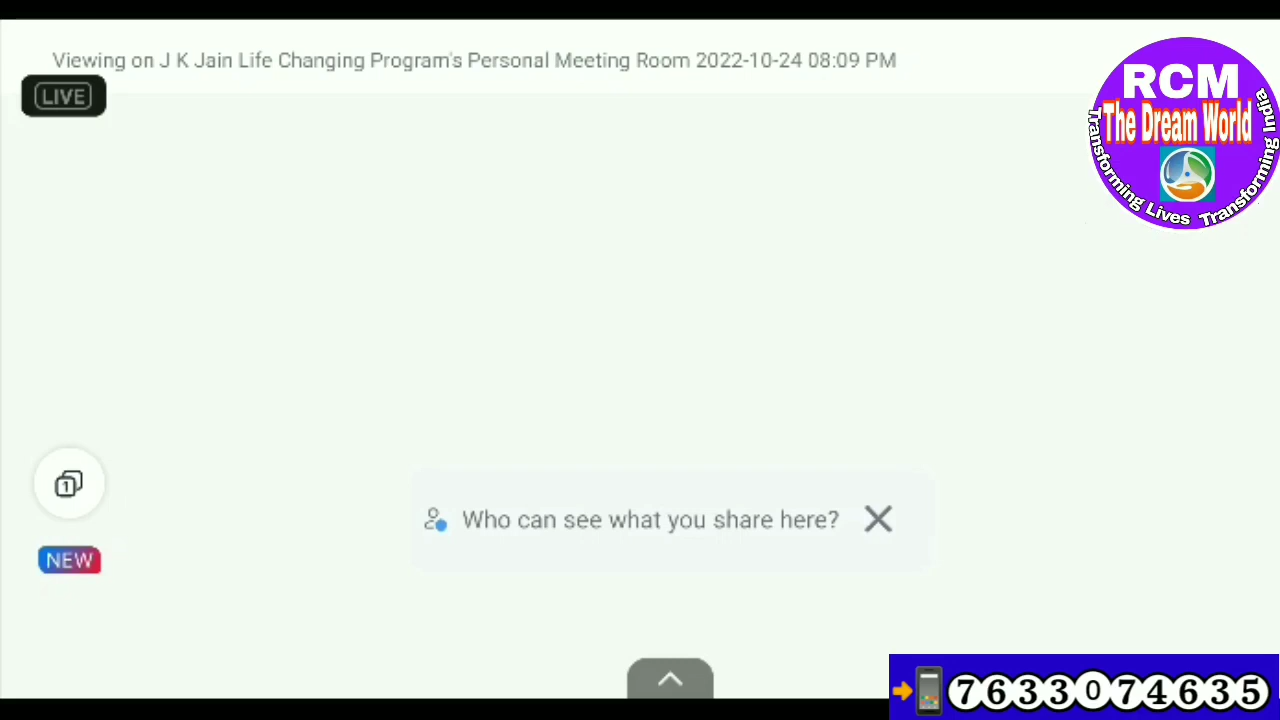 Viewing on J K Jain Life Changing Program's Personal Meeting Room 2022-10-24 08:09 PM
LIVE
RCM
The Dream World
Transforming Lives Transforming India
1
Who can see what you share here?
NEW
7633074635